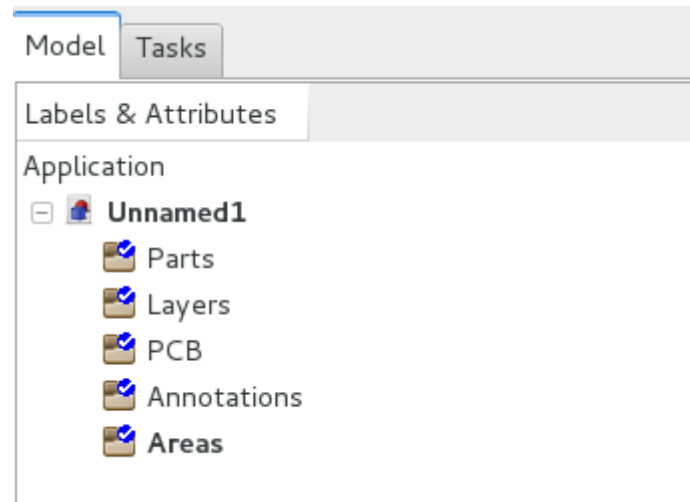 Model Tasks
Labels & Attributes
Application
Unnamed1
Parts
Layers
PCB
Annotations
Areas